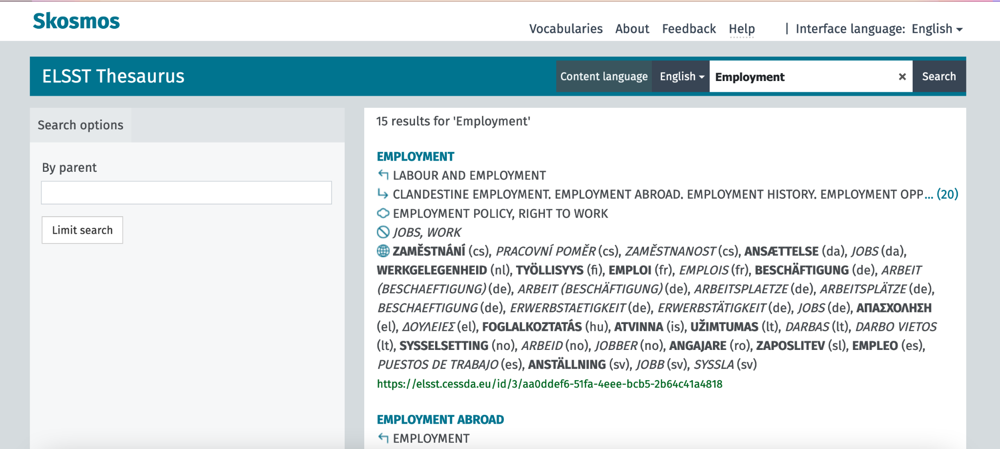 Skosmos
Vocabularies About Feedback Help | Interface language: English
ELSST Thesaurus
Content language English Employment × Search
Search options
By parent
Limit search
15 results for 'Employment'
EMPLOYMENT
LABOUR AND EMPLOYMENT
CLANDESTINE EMPLOYMENT, EMPLOYMENT ABROAD, EMPLOYMENT HISTORY, EMPLOYMENT OPP... (20)
EMPLOYMENT POLICY, RIGHT TO WORK
JOBS, WORK
ZAMĚSTNÁNÍ (cs), PRACOVNÍ POMĚR (cs), ZAMĚSTNANOST (cs), ANSÆTTELSE (da), JOBS (da),
WERKGELEGENHEID (nl), TYÖLLISYYS (fi), EMPLOI (fr), EMPLOIS (fr), BESCHÄFTIGUNG (de), ARBEIT
(BESCHAEFTIGUNG) (de), ARBEIT (BESCHÄFTIGUNG) (de), ARBEITSPLAETZE (de), ARBEITSPLÄTZE (de),
BESCHAEFTIGUNG (de), ERWERBSTAETIGKEIT (de), ERWERBSTÄTIGKEIT (de), JOBS (de), ΑΠΑΣΧΟΛΗΣΗ
(el), ΔΟΥΛΕΙΕΣ (el), FOGLALKOZTATÁS (hu), ATVINNA (is), UŽIMTUMAS (lt), DARBAS (lt), DARBO VIETOS
(lt), SYSSELSETTING (no), ARBEID (no), JOBBER (no), ANGAJARE (ro), ZAPOSLITEV (sl), EMPLEO (es),
PUESTOS DE TRABAJO (es), ANSTÄLLNING (sv), JOBB (sv), SYSSLA (sv)
https://elsst.cessda.eu/id/3/aa0ddef6-51fa-4eee-bcb5-2b64c41a4818
EMPLOYMENT ABROAD
EMPLOYMENT